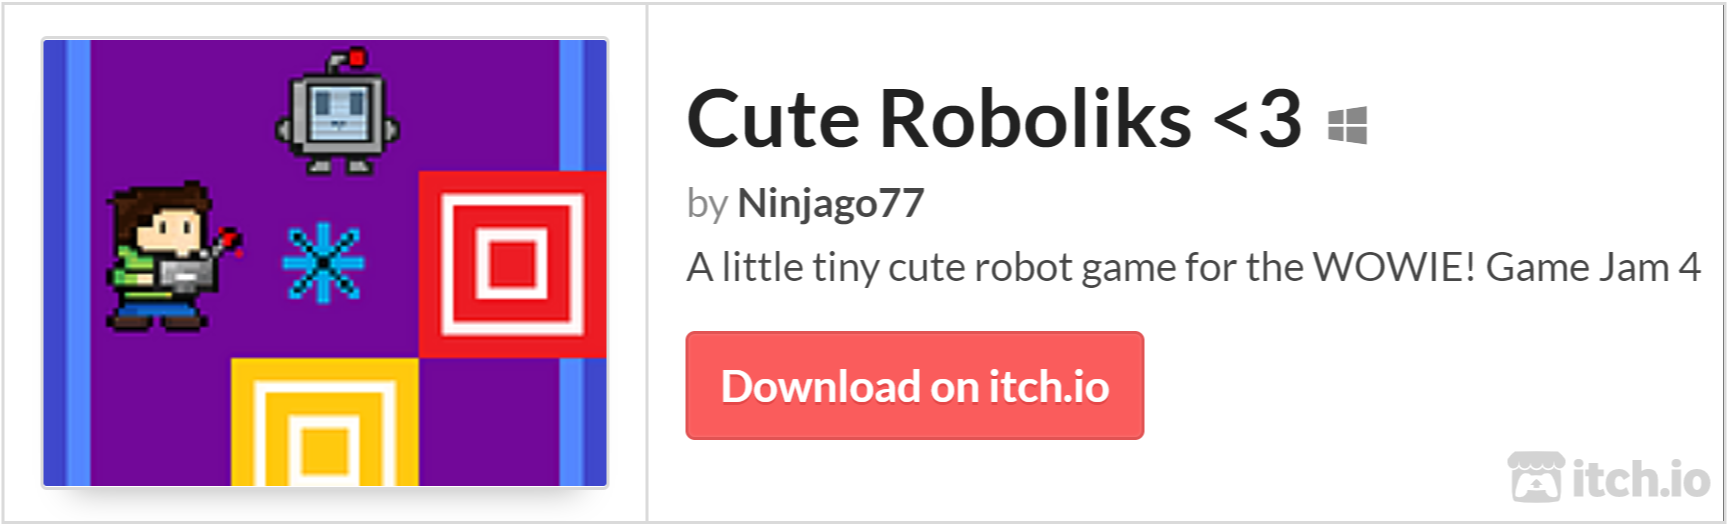 Cute Roboliks <3
by Ninjago77
A little tiny cute robot game for the WOWIE! Game Jam 4
Download on itch.io
itch.io